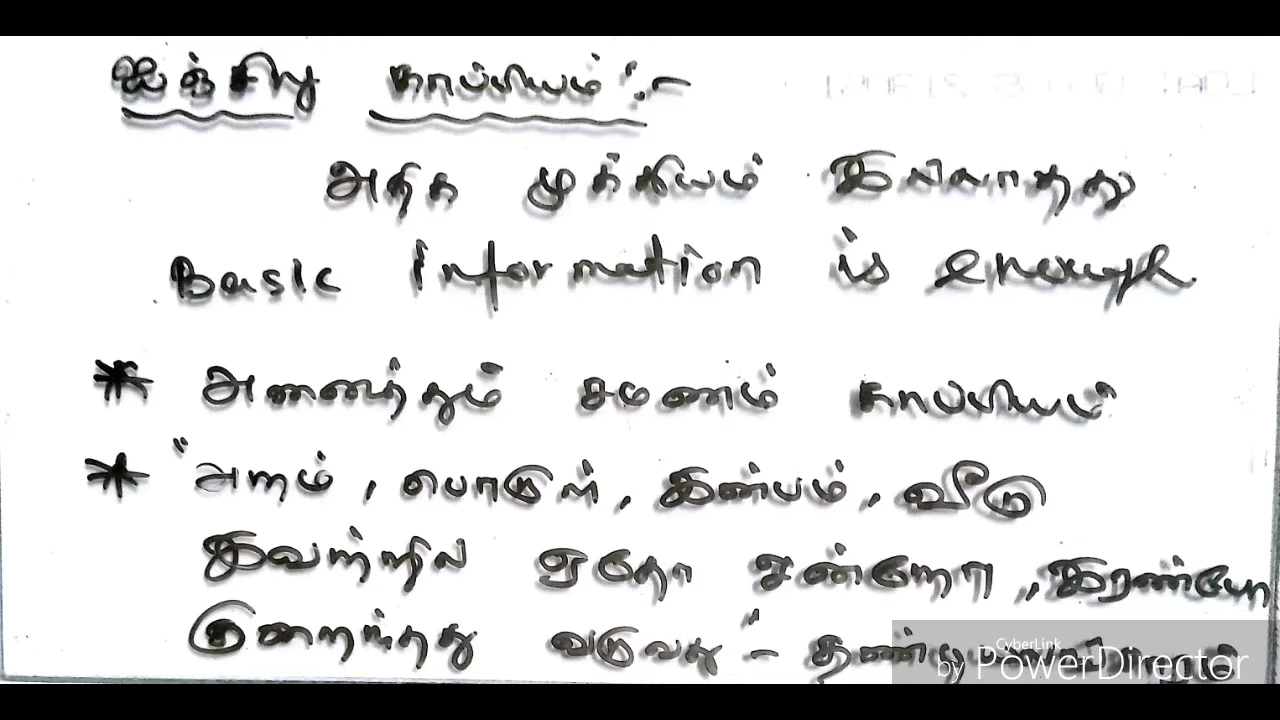 ஐஞ்சிறு காப்பியம் :-
அதிக முக்கியம் இல்லாதது
Basic information is enough
* அனைத்தும் சமணம் காப்பியம்
* "அறம், பொருள், இன்பம், வீடு
இவற்றில் ஏதோ ஒன்றோ,, இரண்டோ
குறைந்தது வருவது" -
CyberLink
by PowerDirector